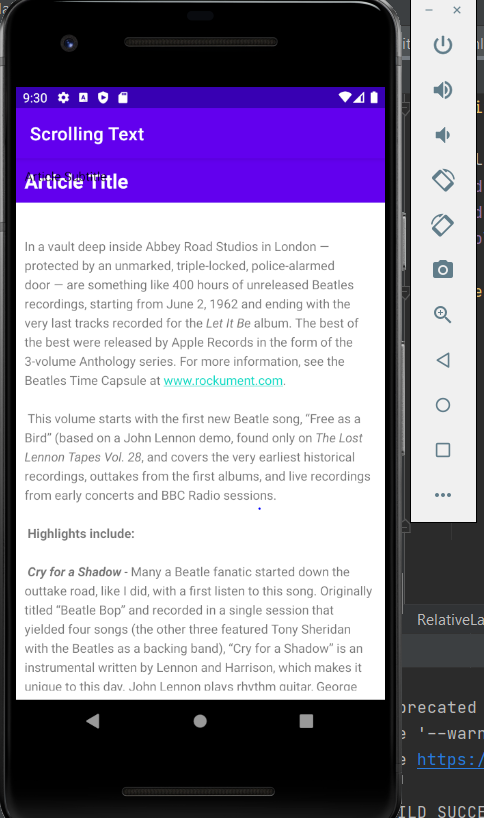 9:30
Scrolling Text
Article Subtitle
Article Title
In a vault deep inside Abbey Road Studios in London —
protected by an unmarked, triple-locked, police-alarmed
door — are something like 400 hours of unreleased Beatles
recordings, starting from June 2, 1962 and ending with the
very last tracks recorded for the Let It Be album. The best of
the best were released by Apple Records in the form of the
3-volume Anthology series. For more information, see the
Beatles Time Capsule at www.rockument.com.
This volume starts with the first new Beatle song, “Free as a
Bird” (based on a John Lennon demo, found only on The Lost
Lennon Tapes Vol. 28, and covers the very earliest historical
recordings, outtakes from the first albums, and live recordings
from early concerts and BBC Radio sessions.
Highlights include:
Cry for a Shadow - Many a Beatle fanatic started down the
outtake road, like I did, with a first listen to this song. Originally
titled “Beatle Bop” and recorded in a single session that
yielded four songs (the other three featured Tony Sheridan
with the Beatles as a backing band), “Cry for a Shadow” is an
instrumental written by Lennon and Harrison, which makes it
unique to this day. John Lennon plays rhythm guitar, George
RelativeLa
precated
'--warn
https:/
ILD SUCCE